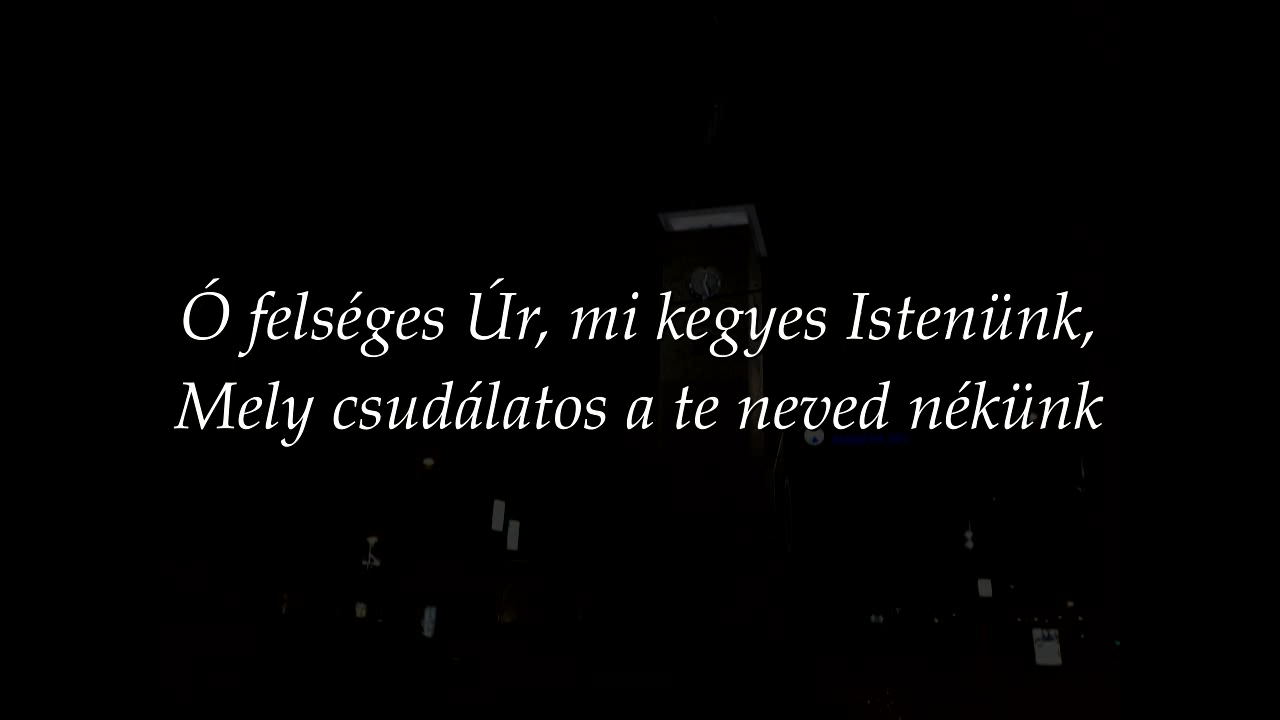 Ó felséges Úr, mi kegyes Istenünk,
Mely csudálatos a te neved nékünk